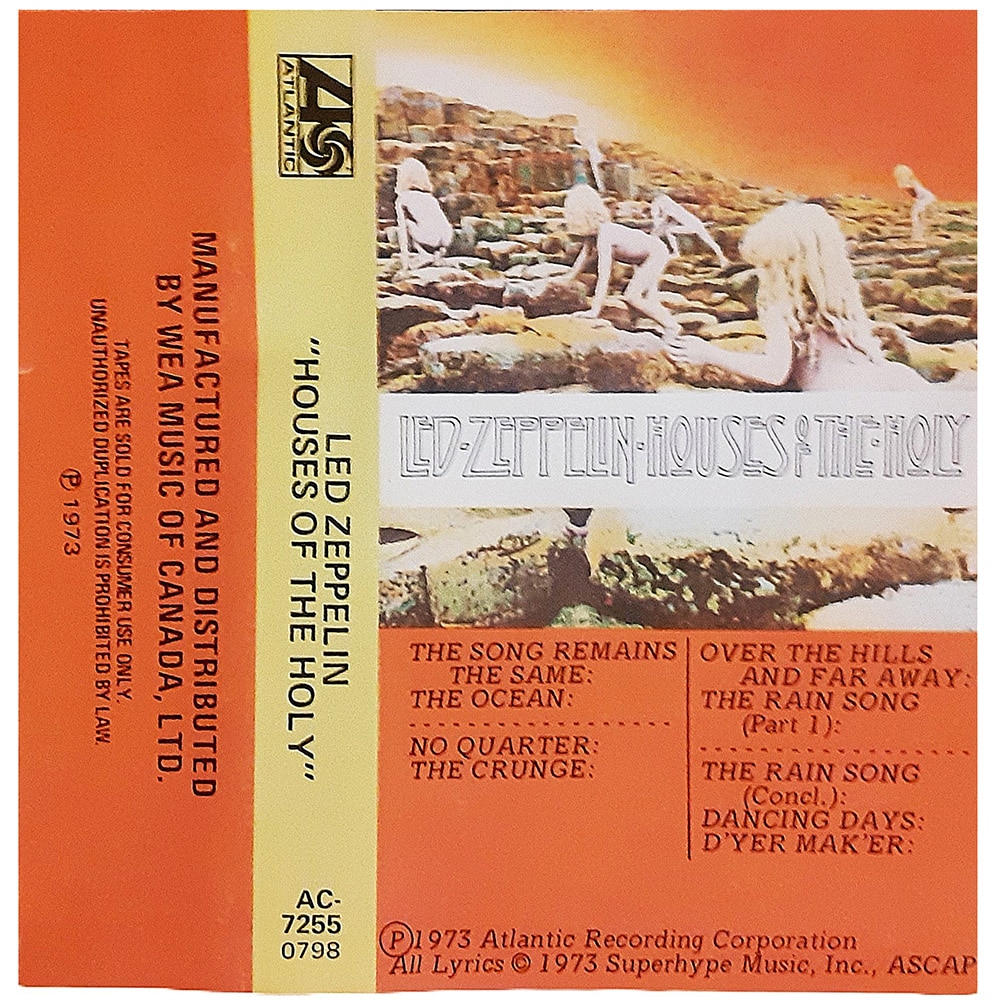 MANUFACTURED AND DISTRIBUTED
BY WEA MUSIC OF CANADA, LTD.
TAPES ARE SOLD FOR CONSUMER USE ONLY.
UNAUTHORIZED DUPLICATION IS PROHIBITED BY LAW.
℗ 1973
ATLANTIC
LED ZEPPELIN
"HOUSES OF THE HOLY"
AC-
7255
0798
LED·ZEPPELIN·HOUSES OF THE·HOLY
THE SONG REMAINS
THE SAME:
THE OCEAN:
NO QUARTER:
THE CRUNGE:
OVER THE HILLS
AND FAR AWAY:
THE RAIN SONG
(Part 1):
THE RAIN SONG
(Concl.):
DANCING DAYS:
D'YER MAK'ER:
℗1973 Atlantic Recording Corporation
All Lyrics © 1973 Superhype Music, Inc., ASCAP